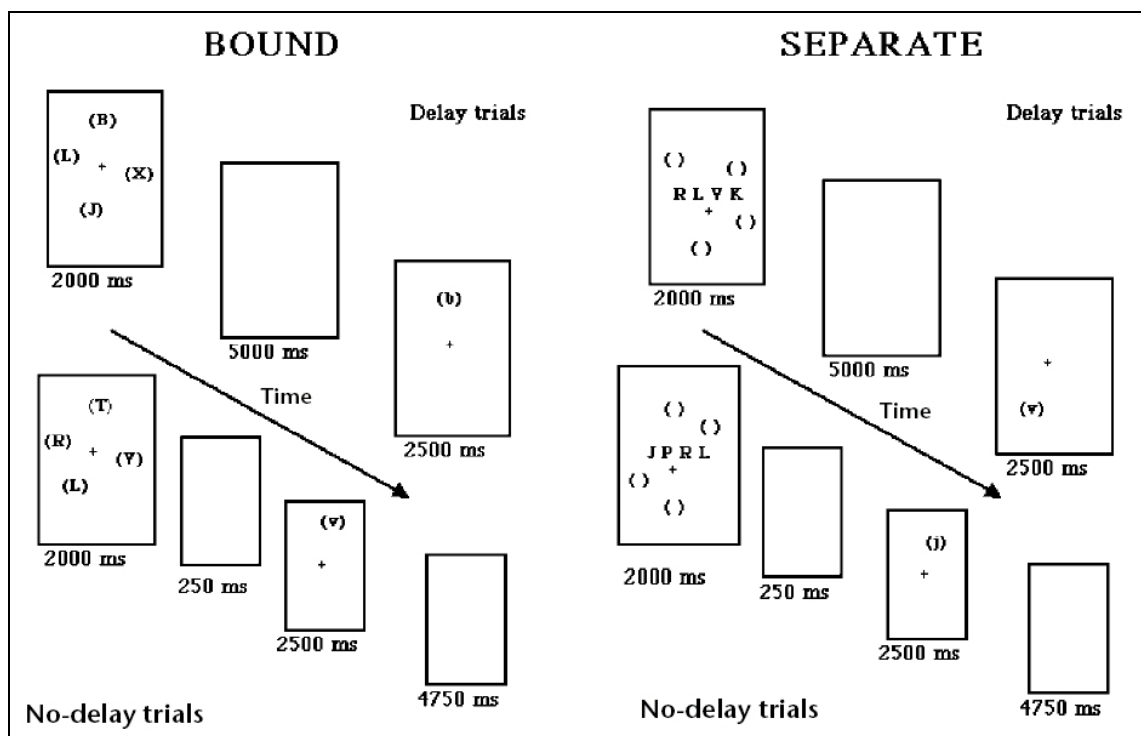 BOUND
Delay trials
(B)
(L) + (X)
(J)
2000 ms
5000 ms
(b)
+
2500 ms
Time
(T)
(R) + (V)
(L)
2000 ms
250 ms
(v)
+
2500 ms
4750 ms
No-delay trials
SEPARATE
Delay trials
( ) ( )
R L V K
+ ( )
( )
2000 ms
5000 ms
+
(v)
2500 ms
Time
( ) ( )
J P R L
( ) +
( )
2000 ms
250 ms
(j)
+
2500 ms
4750 ms
No-delay trials